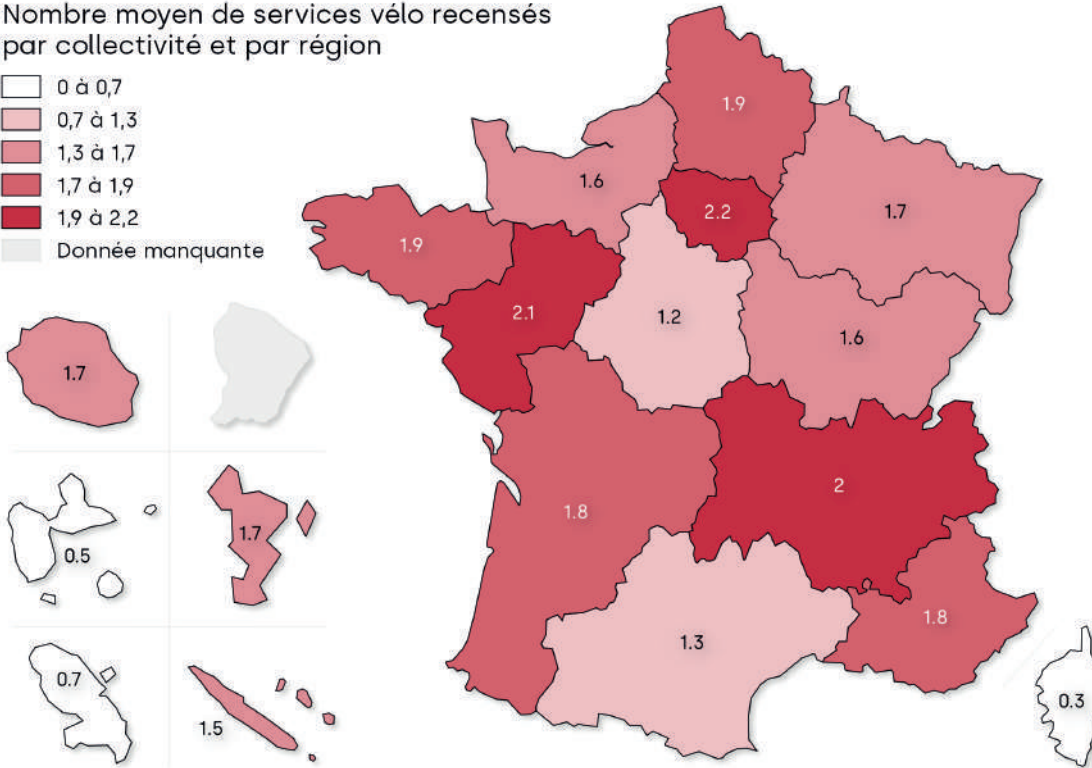 Nombre moyen de services vélo recensés
par collectivité et par région
0 à 0,7
0,7 à 1,3
1,3 à 1,7
1,7 à 1,9
1,9 à 2,2
Donnée manquante
1.9
1.6
2.2
1.7
1.9
2.1
1.2
1.6
1.7
2
1.8
0.5
1.7
1.8
1.3
0.7
1.5
0.3